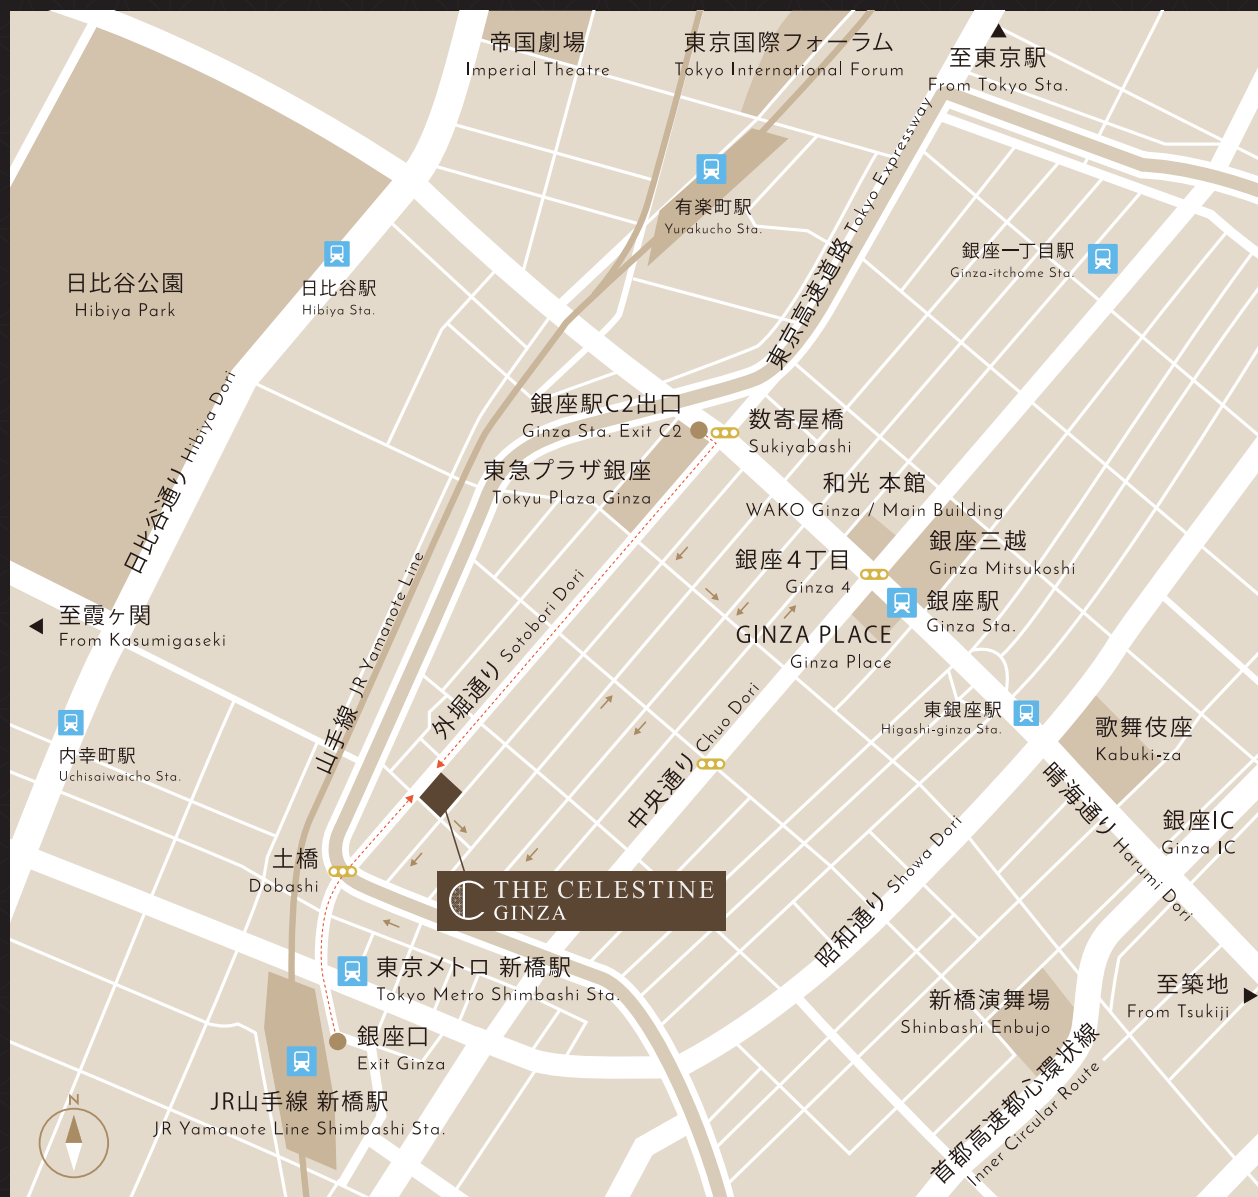 帝国劇場
Imperial Theatre
東京国際フォーラム
Tokyo International Forum
至東京駅
From Tokyo Sta.
有楽町駅
Yurakucho Sta.
東京高速道路 Tokyo Expressway
銀座一丁目駅
Ginza-itchome Sta.
日比谷公園
Hibiya Park
日比谷駅
Hibiya Sta.
日比谷通り Hibiya Dori
銀座駅C2出口
Ginza Sta. Exit C2
数寄屋橋
Sukiyabashi
東急プラザ銀座
Tokyu Plaza Ginza
和光 本館
WAKO Ginza / Main Building
銀座4丁目
Ginza 4
銀座三越
Ginza Mitsukoshi
銀座駅
Ginza Sta.
GINZA PLACE
Ginza Place
至霞ヶ関
From Kasumigaseki
山手線 JR Yamanote Line
外堀通り Sotobori Dori
中央通り Chuo Dori
東銀座駅
Higashi-ginza Sta.
歌舞伎座
Kabuki-za
内幸町駅
Uchisaiwaicho Sta.
晴海通り Harumi Dori
銀座IC
Ginza IC
昭和通り Showa Dori
土橋
Dobashi
THE CELESTINE
GINZA
東京メトロ 新橋駅
Tokyo Metro Shimbashi Sta.
新橋演舞場
Shinbashi Enbujo
至築地
From Tsukiji
銀座口
Exit Ginza
JR山手線 新橋駅
JR Yamanote Line Shimbashi Sta.
首都高速都心環状線
Inner Circular Route
N